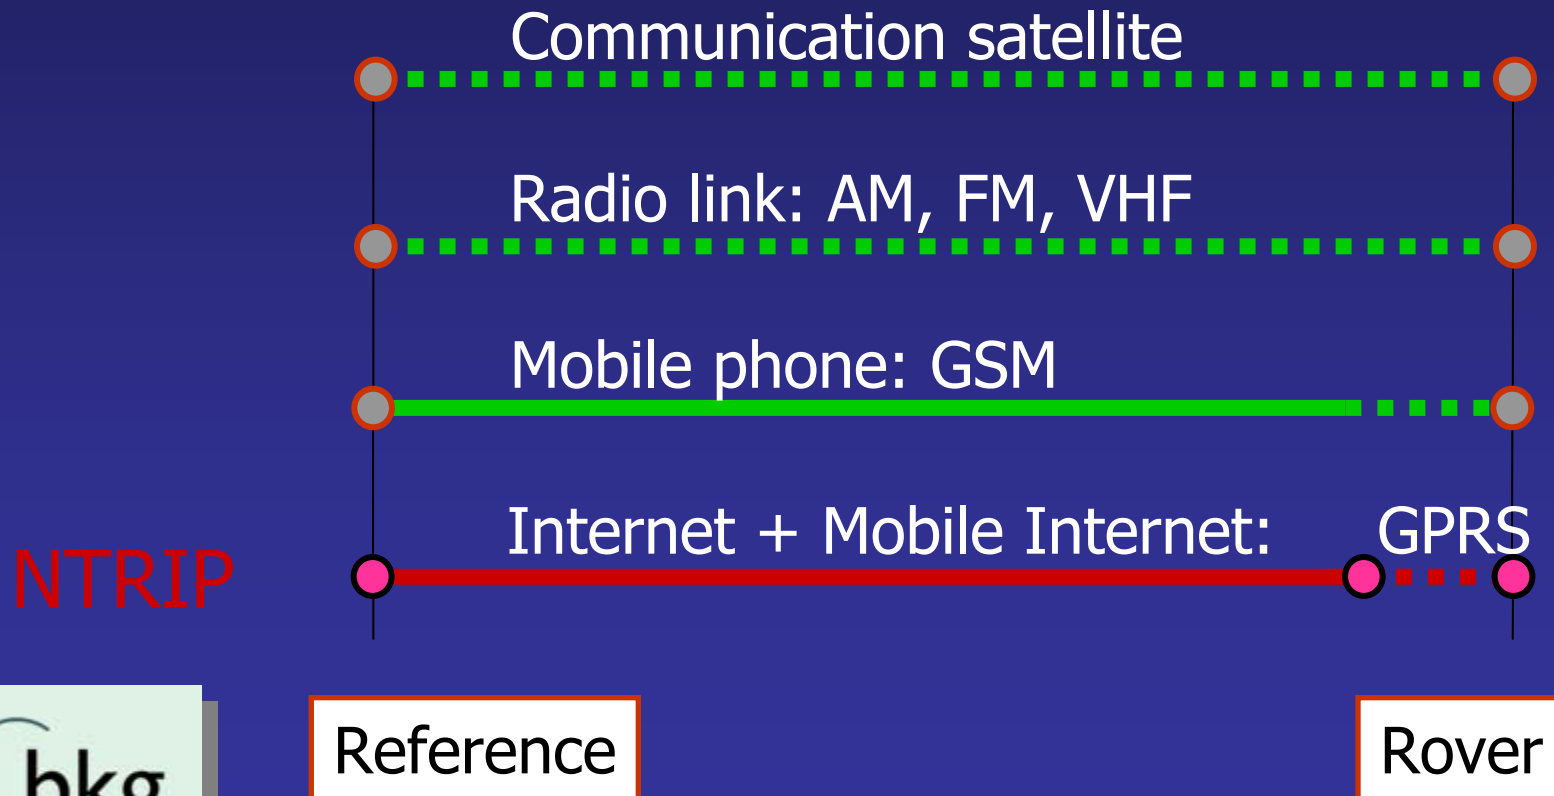 Communication satellite
Radio link: AM, FM, VHF
Mobile phone: GSM
Internet + Mobile Internet: GPRS
NTRIP
bkg
Reference
Rover